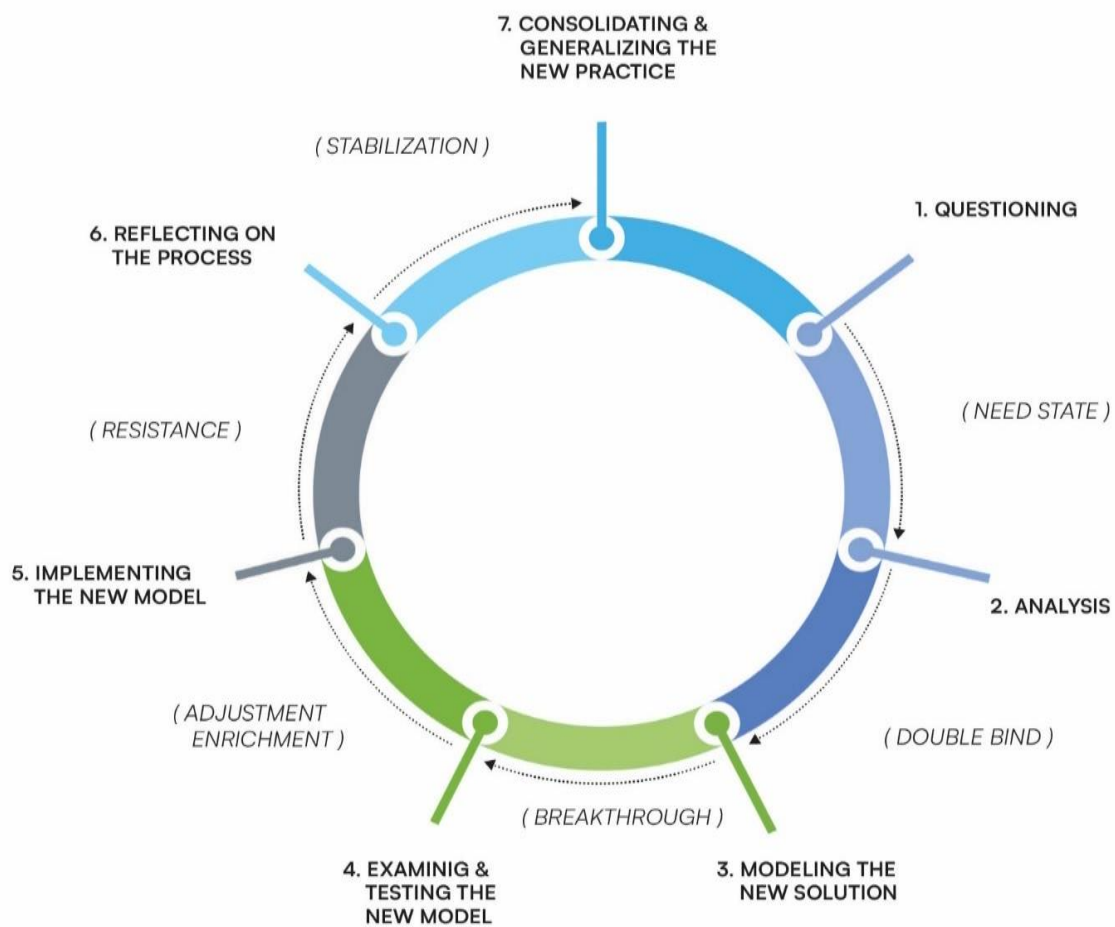 7. CONSOLIDATING &
GENERALIZING THE
NEW PRACTICE
( STABILIZATION )
1. QUESTIONING
6. REFLECTING ON
THE PROCESS
( NEED STATE )
( RESISTANCE )
5. IMPLEMENTING
THE NEW MODEL
2. ANALYSIS
( ADJUSTMENT
ENRICHMENT )
( DOUBLE BIND )
( BREAKTHROUGH )
4. EXAMINIG &
TESTING THE
NEW MODEL
3. MODELING THE
NEW SOLUTION